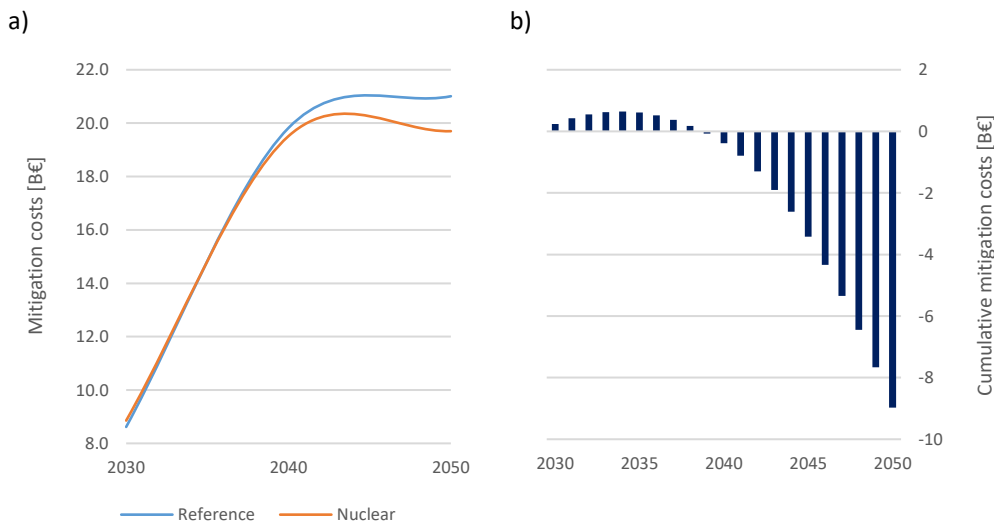 a)
Mitigation costs [B€]
22.0
20.0
18.0
16.0
14.0
12.0
10.0
8.0
2030 2040 2050
Reference Nuclear
b)
2
0
-2
-4
-6
-8
-10
Cumulative mitigation costs [B€]
2030 2035 2040 2045 2050